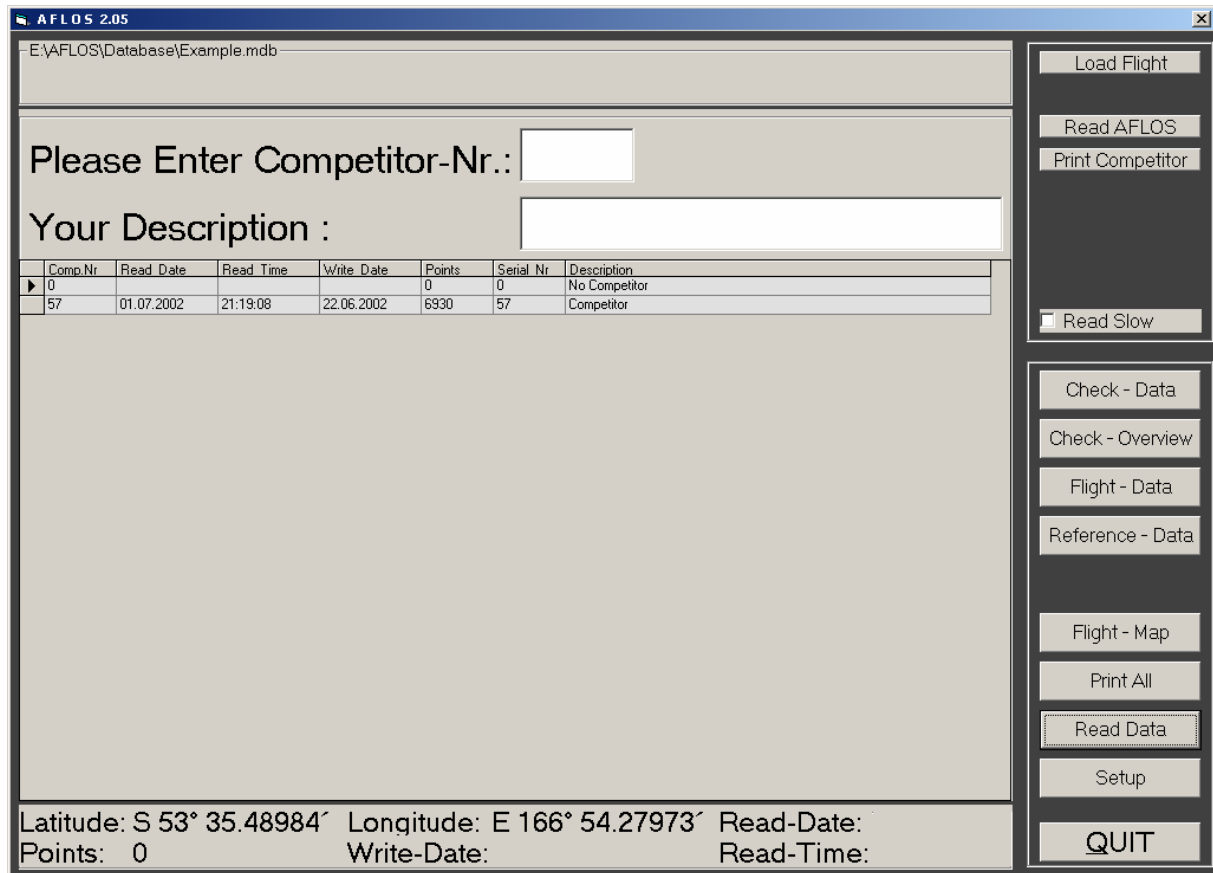 A F L O S 2.05
E:\AFLOS\Database\Example.mdb
Please Enter Competitor-Nr.:
Your Description :
Comp.Nr Read Date Read Time Write Date Points Serial Nr Description
0 0 0 No Competitor
57 01.07.2002 21:19:08 22.06.2002 6930 57 Competitor
Latitude: S 53° 35.48984´ Longitude: E 166° 54.27973´ Read-Date:
Points: 0 Write-Date: Read-Time:
Load Flight
Read AFLOS
Print Competitor
Read Slow
Check - Data
Check - Overview
Flight - Data
Reference - Data
Flight - Map
Print All
Read Data
Setup
QUIT